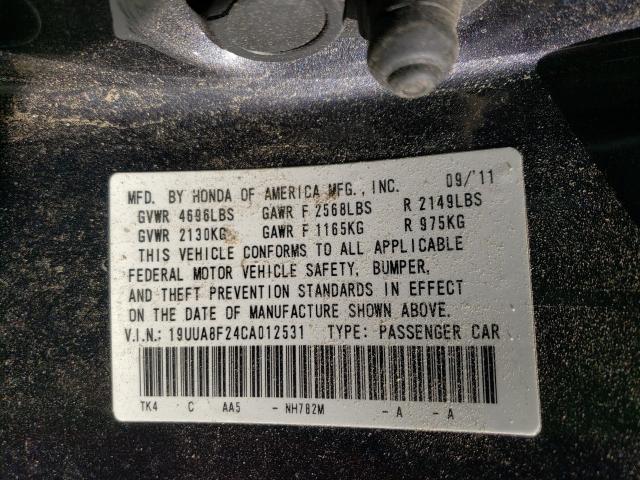 MFD. BY HONDA OF AMERICA MFG., INC. 09/'11
GVWR 4696LBS GAWR F 2568LBS R 2149LBS
GVWR 2130KG GAWR F 1165KG R 975KG
THIS VEHICLE CONFORMS TO ALL APPLICABLE
FEDERAL MOTOR VEHICLE SAFETY, BUMPER,
AND THEFT PREVENTION STANDARDS IN EFFECT
ON THE DATE OF MANUFACTURE SHOWN ABOVE.
V.I.N.: 19UUA8F24CA012531 TYPE: PASSENGER CAR
TK4 C AA5 - NH782M - A - A